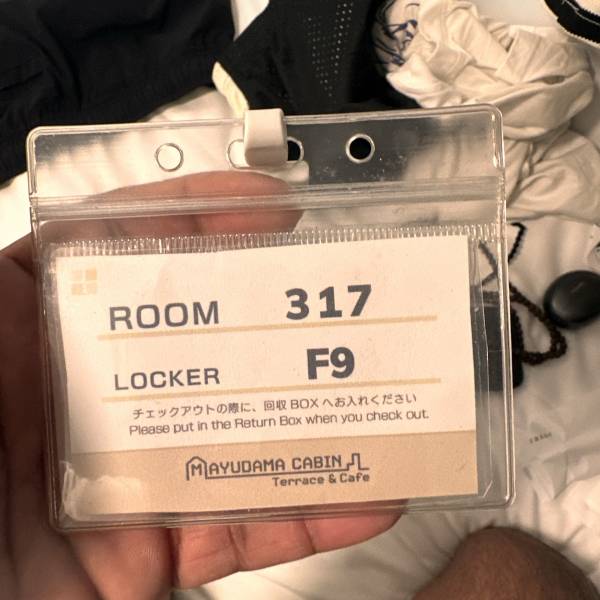 ROOM 317
LOCKER F9
チェックアウトの際に、回収BOXへお入れください
Please put in the Return Box when you check out.
MAYUDAMA CABIN
Terrace & Cafe